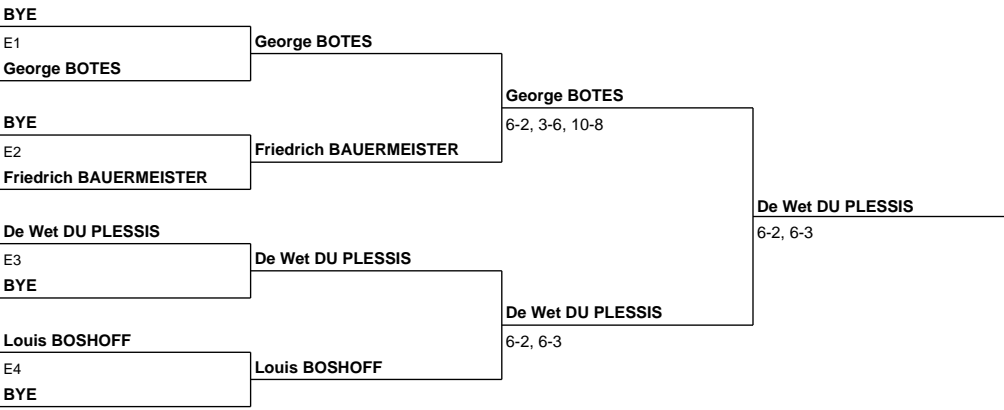 BYE
E1
George BOTES
George BOTES
BYE
E2
Friedrich BAUERMEISTER
Friedrich BAUERMEISTER
George BOTES
6-2, 3-6, 10-8
De Wet DU PLESSIS
E3
BYE
De Wet DU PLESSIS
Louis BOSHOFF
E4
BYE
Louis BOSHOFF
De Wet DU PLESSIS
6-2, 6-3
De Wet DU PLESSIS
6-2, 6-3